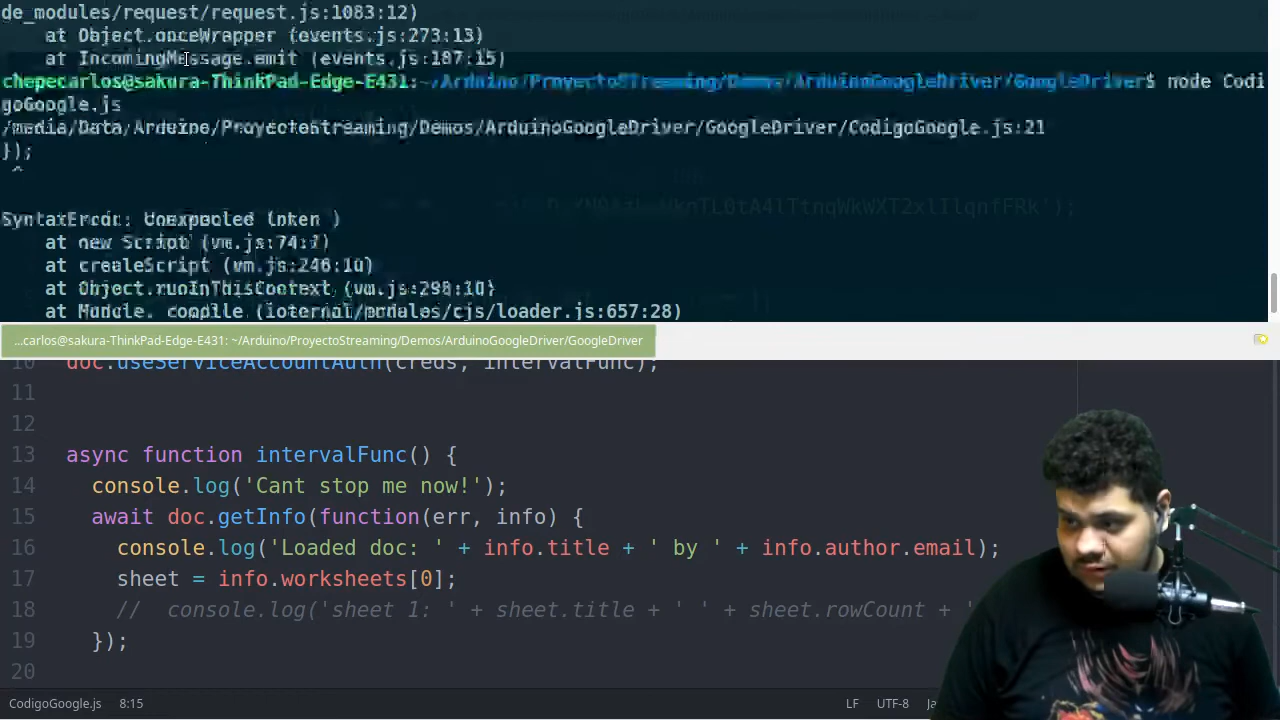 de_modules/request/request.js:1083:12)
at Object.onceWrapper (events.js:273:13)
at IncomingMessage.emit (events.js:187:15)
chepecarlos@sakura-ThinkPad-Edge-E431:~/Arduino/ProyectoStreaming/Demos/ArduinoGoogleDriver/GoogleDriver$ node Codi
goGoogle.js
/media/Data/Arduino/ProyectoStreaming/Demos/ArduinoGoogleDriver/GoogleDriver/CodigoGoogle.js:21
});
^
SyntaxError: Unexpected token )
at new Script (vm.js:74:7)
at createScript (vm.js:246:10)
at Object.runInThisContext (vm.js:298:10)
at Module._compile (internal/modules/cjs/loader.js:657:28)
...carlos@sakura-ThinkPad-Edge-E431: ~/Arduino/ProyectoStreaming/Demos/ArduinoGoogleDriver/GoogleDriver
10 doc.useServiceAccountAuth(creds, intervalFunc);
11
12
13 async function intervalFunc() {
14 console.log('Cant stop me now!');
15 await doc.getInfo(function(err, info) {
16 console.log('Loaded doc: ' + info.title + ' by ' + info.author.email);
17 sheet = info.worksheets[0];
18 // console.log('sheet 1: ' + sheet.title + ' ' + sheet.rowCount + '
19 });
20
CodigoGoogle.js 8:15 LF UTF-8